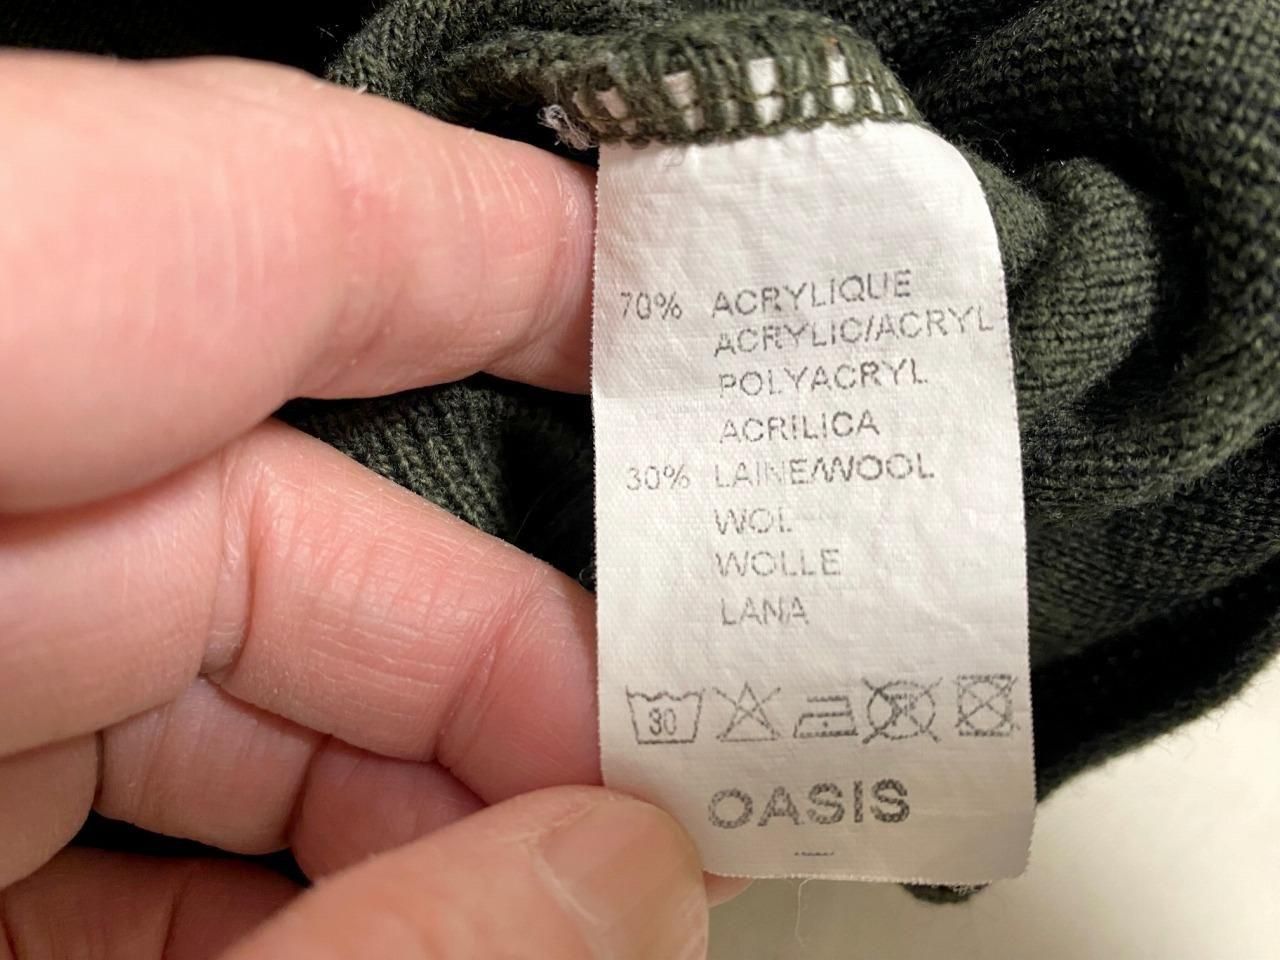 70% ACRYLIQUE
ACRYLIC/ACRYL
POLYACRYL
ACRILICA
30% LAINE/WOOL
WOL
WOLLE
LANA
30
OASIS